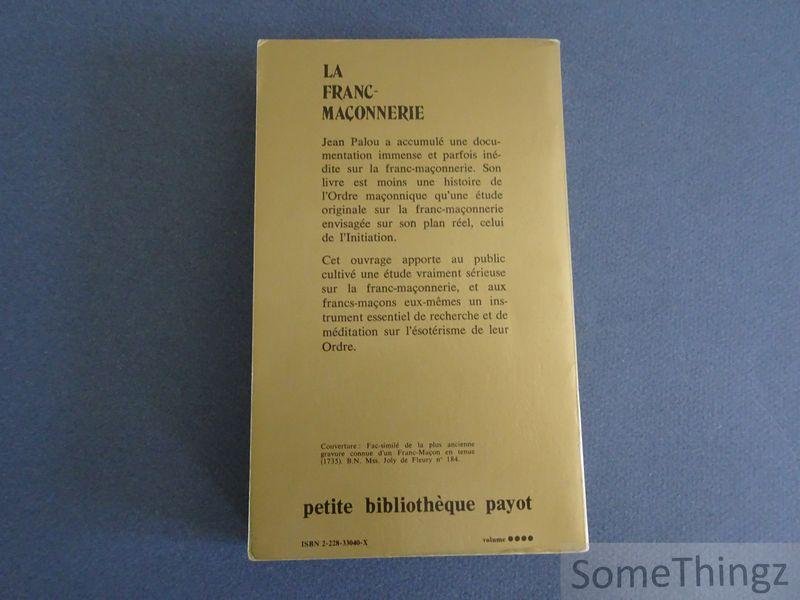 LA
FRANC-
MAÇONNERIE
Jean Palou a accumulé une docu-
mentation immense et parfois iné-
dite sur la franc-maçonnerie. Son
livre est moins une histoire de
l'Ordre maçonnique qu'une étude
originale sur la franc-maçonnerie
envisagée sur son plan réel, celui
de l'Initiation.
Cet ouvrage apporte au public
cultivé une étude vraiment sérieuse
sur la franc-maçonnerie, et aux
francs-maçons eux-mêmes un ins-
trument essentiel de recherche et de
méditation sur l'ésotérisme de leur
Ordre.
Couverture : Fac-similé de la plus ancienne
gravure connue d'un Franc-Maçon en tenue
(1735). B.N. Mss. Joly de Fleury n° 184.
petite bibliothèque payot
ISBN 2-228-33040-X
volume ●●●●
SomeThingz